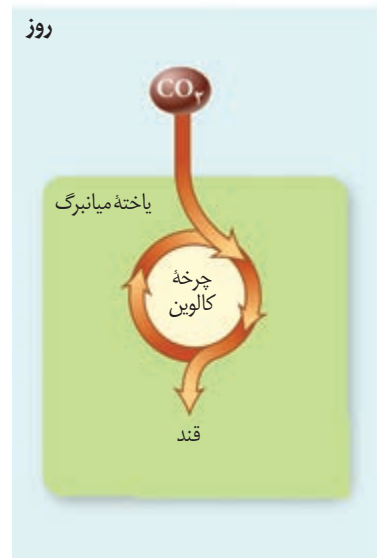 روز
CO۲
یاختهٔ میانبرگ
چرخهٔ
کالوین
قند